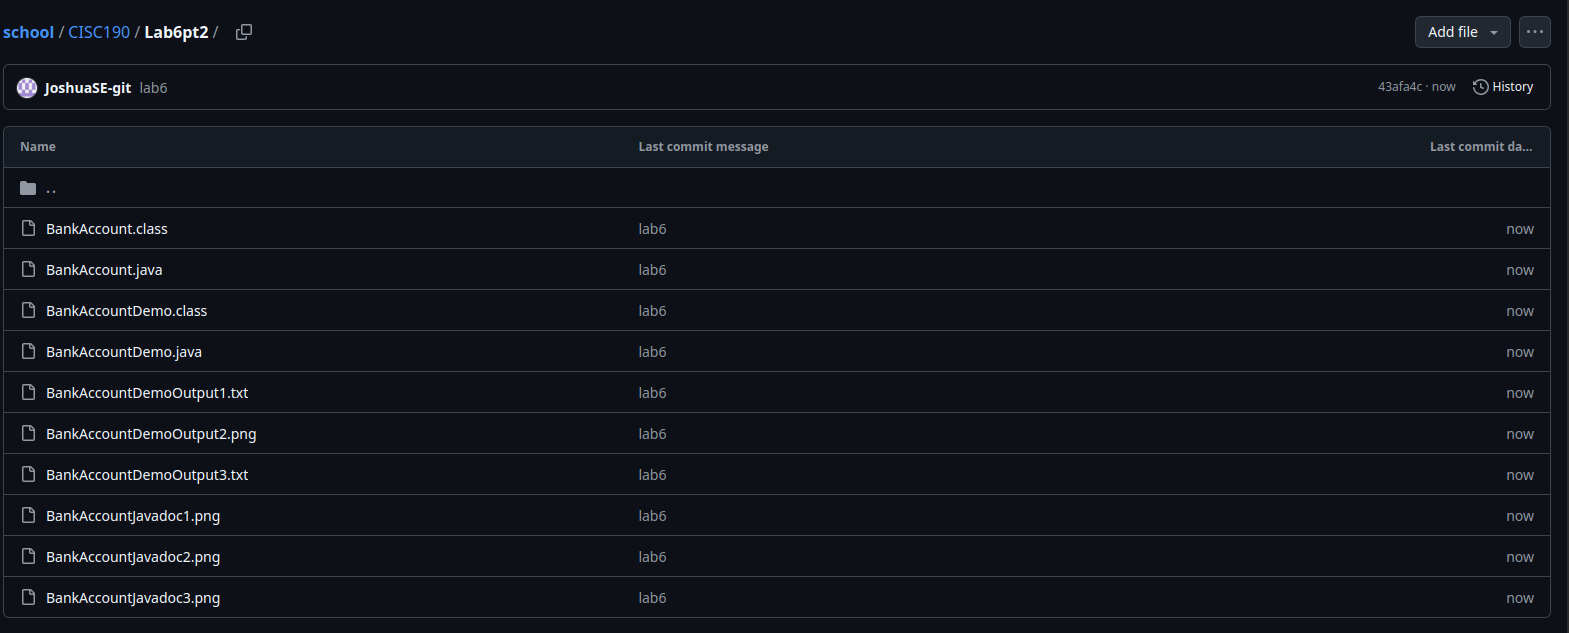 school / CISC190 / Lab6pt2 / Add file ...
JoshuaSE-git lab6 43afa4c · now History
Name Last commit message Last commit da...
..
BankAccount.class lab6 now
BankAccount.java lab6 now
BankAccountDemo.class lab6 now
BankAccountDemo.java lab6 now
BankAccountDemoOutput1.txt lab6 now
BankAccountDemoOutput2.png lab6 now
BankAccountDemoOutput3.txt lab6 now
BankAccountJavadoc1.png lab6 now
BankAccountJavadoc2.png lab6 now
BankAccountJavadoc3.png lab6 now